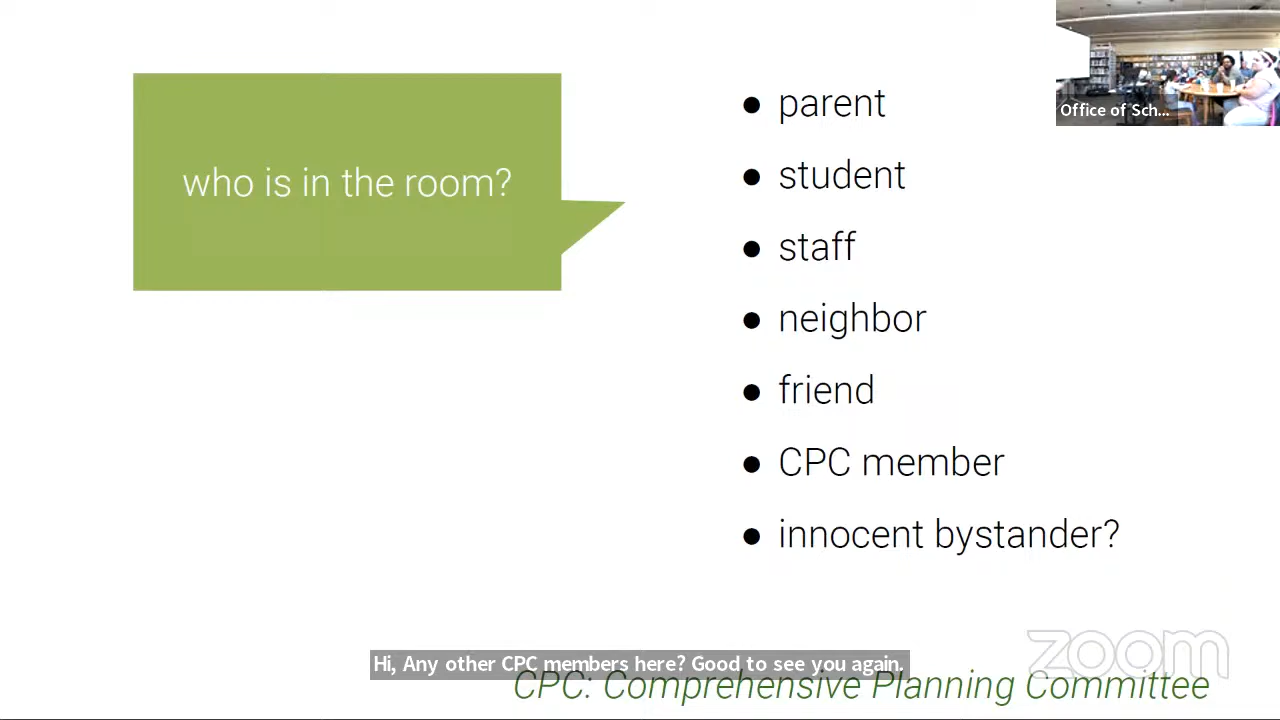 who is in the room?
● parent
● student
● staff
● neighbor
● friend
● CPC member
● innocent bystander?
Office of Sch...
Hi, Any other CPC members here? Good to see you again.
CPC: Comprehensive Planning Committee
zoom